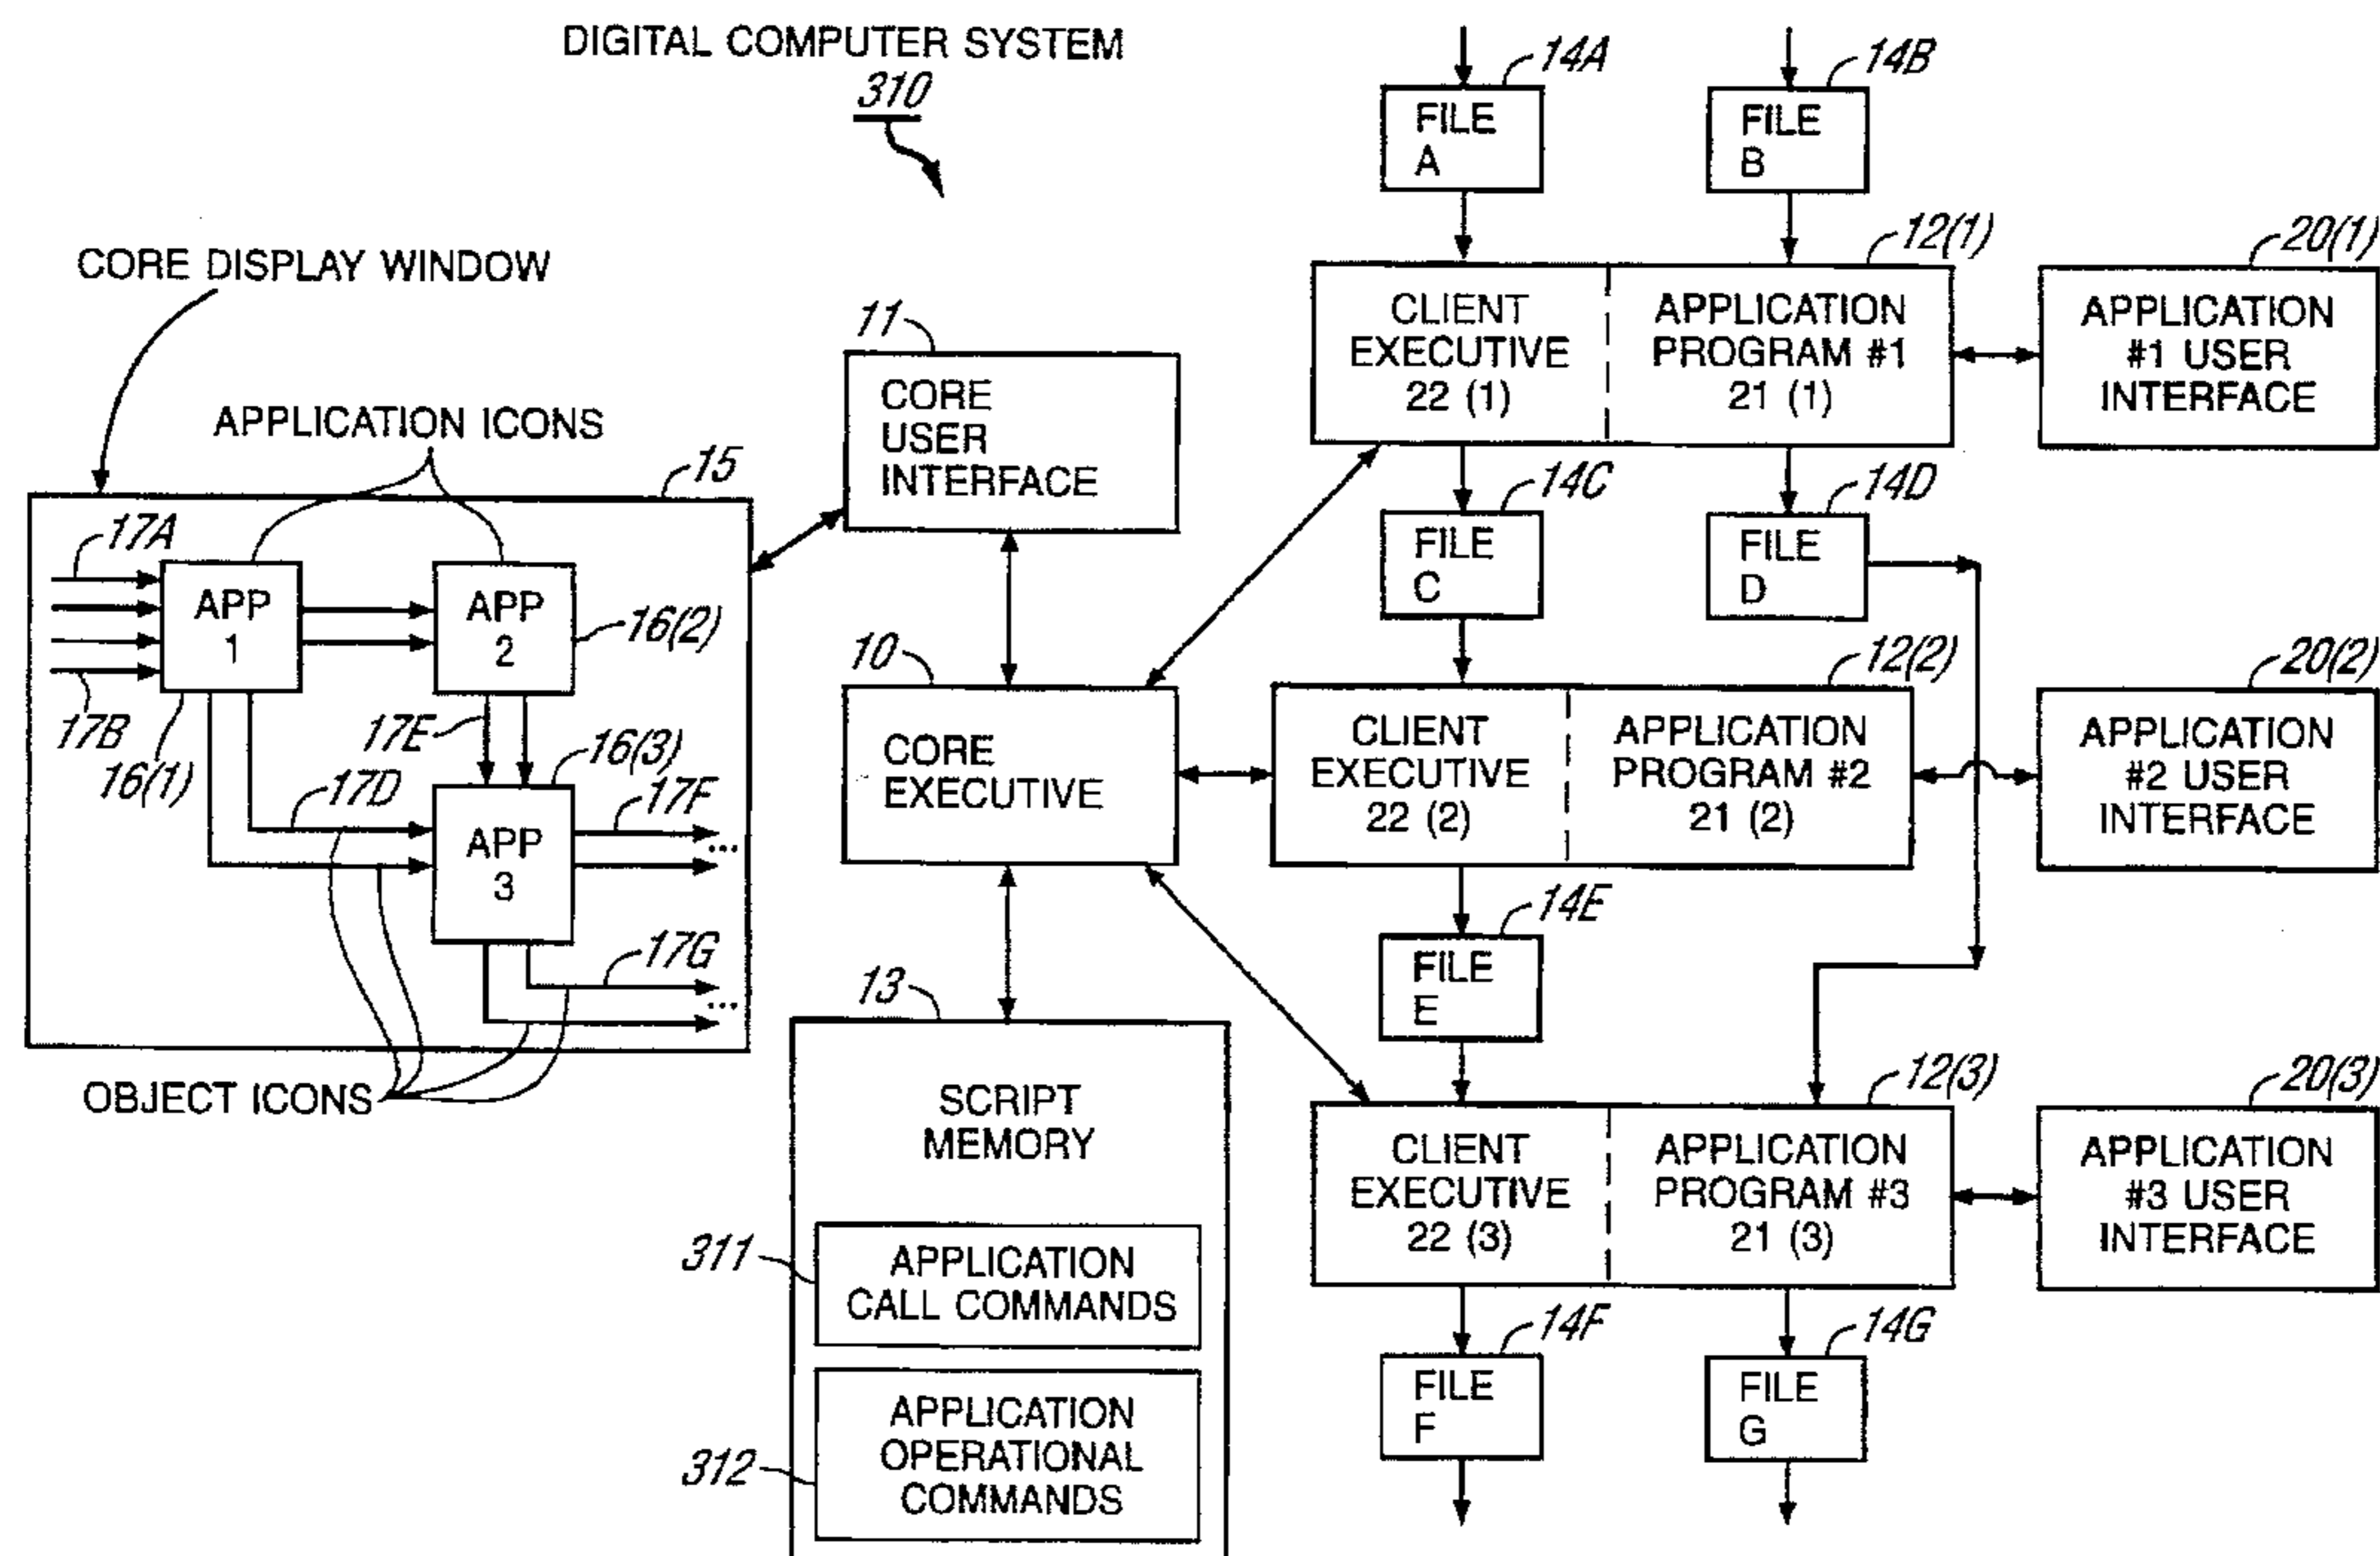 DIGITAL COMPUTER SYSTEM
310
14A
14B
FILE
A
FILE
B
12(1)
20(1)
CORE DISPLAY WINDOW
CLIENT
EXECUTIVE
22 (1)
APPLICATION
PROGRAM #1
21 (1)
APPLICATION
#1 USER
INTERFACE
11
CORE
USER
INTERFACE
APPLICATION ICONS
15
14C
14D
17A
FILE
C
FILE
D
APP
1
APP
2
16(2)
10
12(2)
20(2)
17B
17E
16(1)
16(3)
17D
17F
CORE
EXECUTIVE
CLIENT
EXECUTIVE
22 (2)
APPLICATION
PROGRAM #2
21 (2)
APPLICATION
#2 USER
INTERFACE
APP
3
...
14E
17G
...
13
FILE
E
OBJECT ICONS
12(3)
20(3)
SCRIPT
MEMORY
CLIENT
EXECUTIVE
22 (3)
APPLICATION
PROGRAM #3
21 (3)
APPLICATION
#3 USER
INTERFACE
311
APPLICATION
CALL COMMANDS
14F
14G
FILE
F
FILE
G
312
APPLICATION
OPERATIONAL
COMMANDS